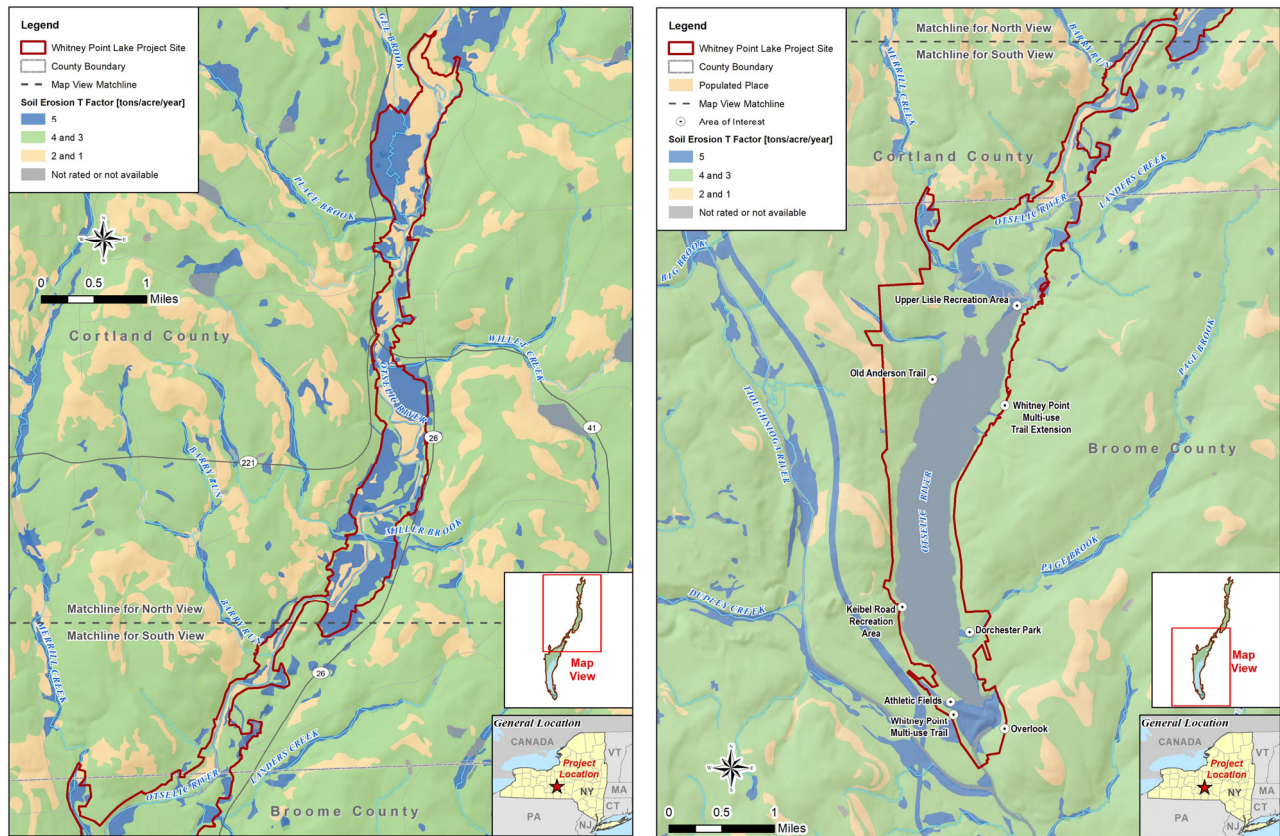 Legend
Whitney Point Lake Project Site
County Boundary
Map View Matchline
Soil Erosion T Factor [tons/acre/year]
5
4 and 3
2 and 1
Not rated or not available
N
W
E
S
0
0.5
1
Miles
GEE BROOK
PLACE BROOK
Cortland County
WILLET CREEK
OTSELIC RIVER
41
26
221
BARRY RUN
MILLER BROOK
Matchline for North View
Matchline for South View
BARRY RUN
MERRILL CREEK
26
LANDERS CREEK
OTSELIC RIVER
Broome County
Map
View
General Location
CANADA
VT
Project
Location
NY
MA
CT
PA
NJ
Legend
Whitney Point Lake Project Site
County Boundary
Populated Place
Map View Matchline
Area of Interest
Soil Erosion T Factor [tons/acre/year]
5
4 and 3
2 and 1
Not rated or not available
BARRY RUN
Matchline for North View
Matchline for South View
MERRILL CREEK
Cortland County
LANDERS CREEK
OTSELIC RIVER
BIG BROOK
Upper Lisle Recreation Area
PAGE BROOK
Old Anderson Trail
TIOUGHNIOGA RIVER
Whitney Point
Multi-use
Trail Extension
Broome County
OTSELIC RIVER
PAGE BROOK
DUDLEY CREEK
Keibel Road
Recreation
Area
Dorchester Park
Athletic Fields
Whitney Point
Multi-use Trail
Overlook
Map
View
N
W
E
S
0
0.5
1
Miles
General Location
CANADA
VT
Project
Location
NY
MA
CT
PA
NJ